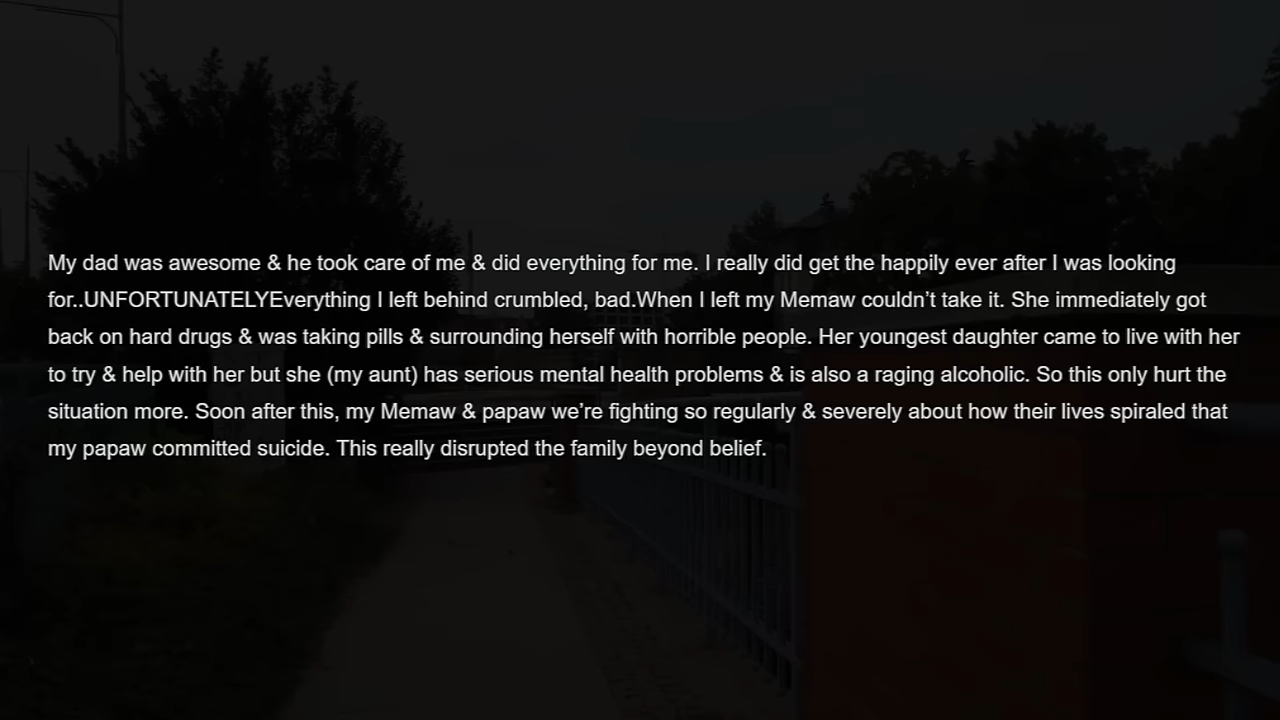 My dad was awesome & he took care of me & did everything for me. I really did get the happily ever after I was looking
for..UNFORTUNATELYEverything I left behind crumbled, bad.When I left my Memaw couldn’t take it. She immediately got
back on hard drugs & was taking pills & surrounding herself with horrible people. Her youngest daughter came to live with her
to try & help with her but she (my aunt) has serious mental health problems & is also a raging alcoholic. So this only hurt the
situation more. Soon after this, my Memaw & papaw we’re fighting so regularly & severely about how their lives spiraled that
my papaw committed suicide. This really disrupted the family beyond belief.